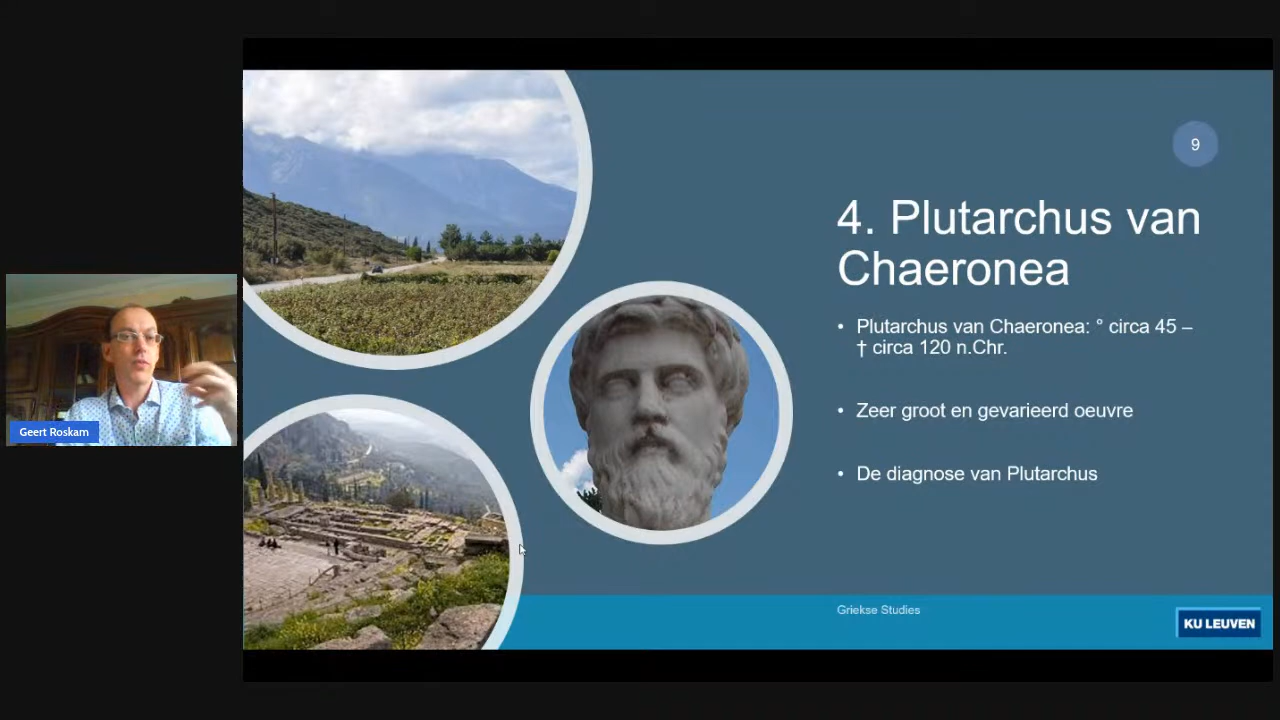 9
4. Plutarchus van
Chaeronea
• Plutarchus van Chaeronea: ° circa 45 –
† circa 120 n.Chr.
• Zeer groot en gevarieerd oeuvre
• De diagnose van Plutarchus
Geert Roskam
Griekse Studies
KU LEUVEN